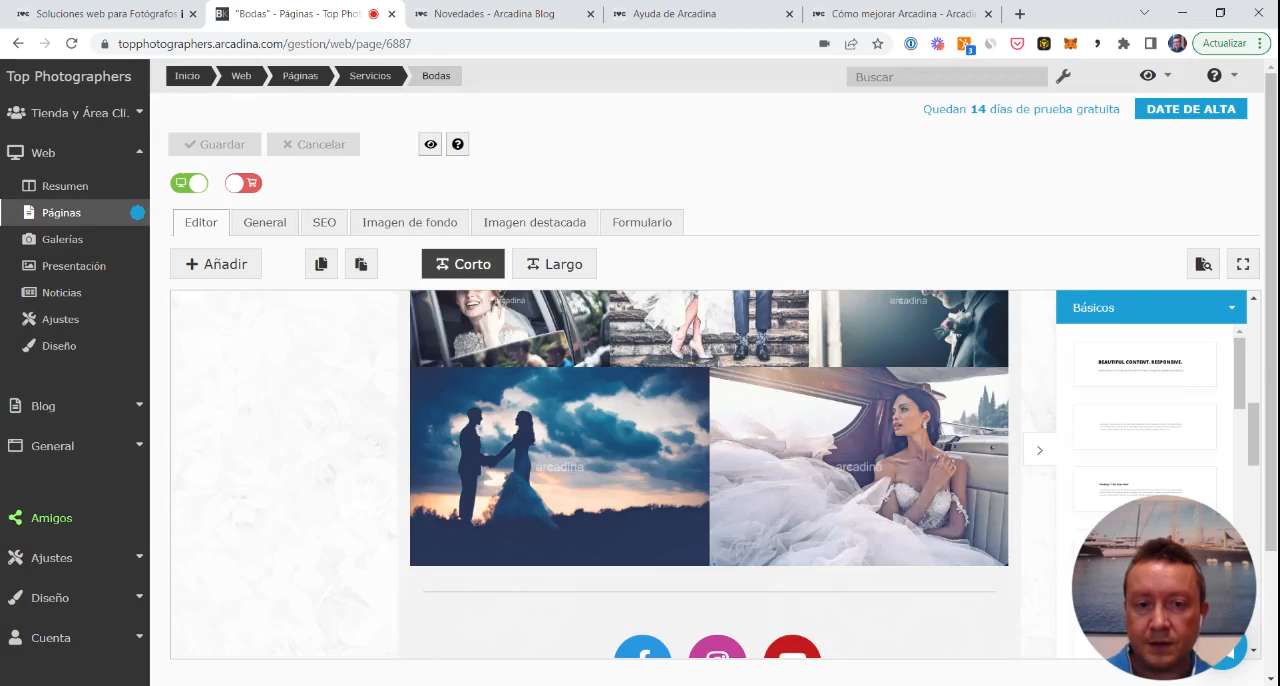 Soluciones web para Fotógrafos
"Bodas" - Páginas - Top Phot
Novedades - Arcadina Blog
Ayuda de Arcadina
Cómo mejorar Arcadina - Arcadin
topphotographers.arcadina.com/gestion/web/page/6887
3
Actualizar
Top Photographers
Inicio
Web
Páginas
Servicios
Bodas
Buscar
Quedan 14 días de prueba gratuita
DATE DE ALTA
Tienda y Área Cli.
Web
Resumen
Páginas
Galerías
Presentación
Noticias
Ajustes
Diseño
Blog
General
Amigos
Ajustes
Diseño
Cuenta
Guardar
Cancelar
Editor
General
SEO
Imagen de fondo
Imagen destacada
Formulario
Añadir
Corto
Largo
arcadina
arcadina
arcadina
arcadina
Básicos
BEAUTIFUL CONTENT. RESPONSIVE.